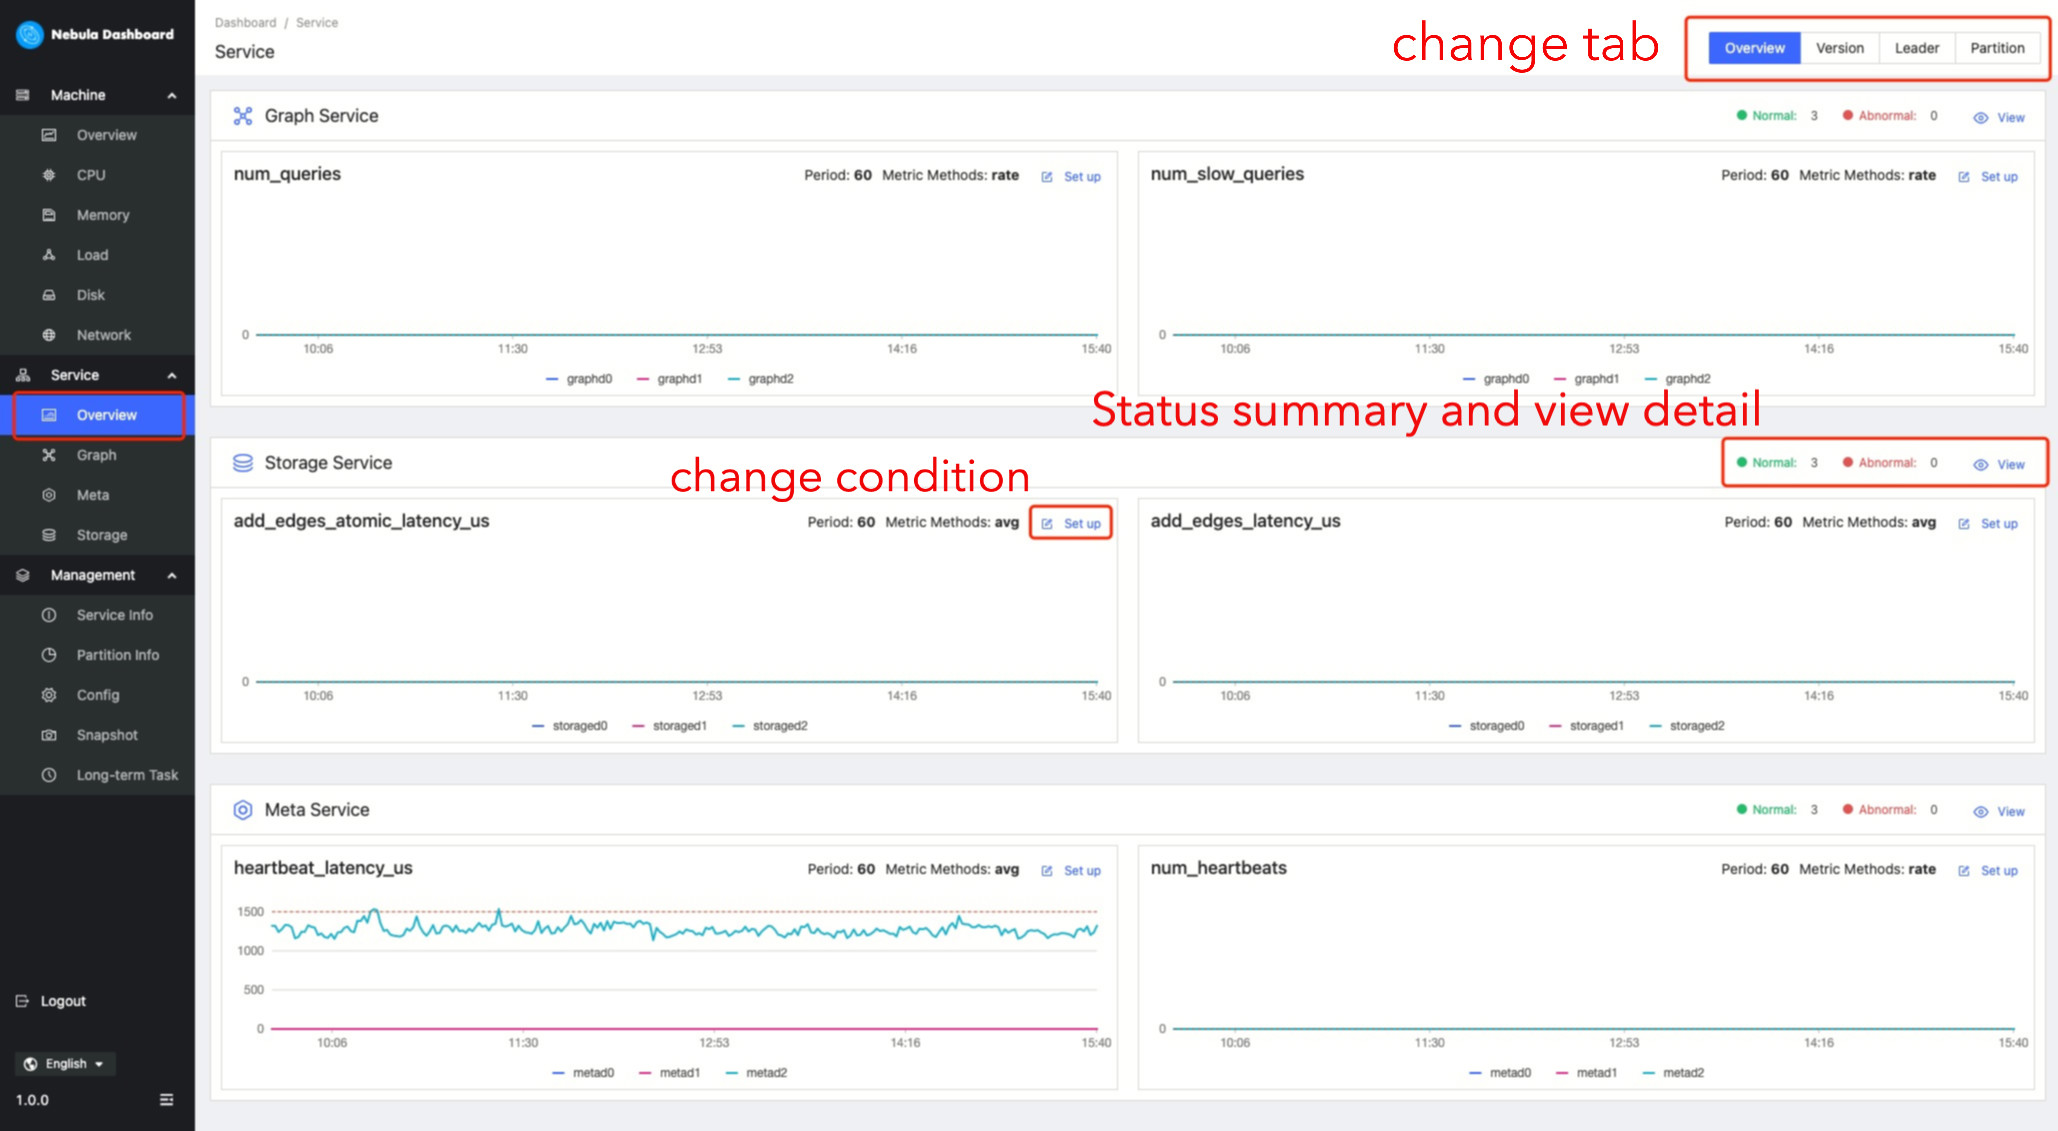 Nebula Dashboard
Machine
Overview
CPU
Memory
Load
Disk
Network
Service
Overview
Graph
Meta
Storage
Management
Service Info
Partition Info
Config
Snapshot
Long-term Task
Logout
English
1.0.0
Dashboard / Service
Service
change tab
Overview Version Leader Partition
Graph Service
Normal: 3 Abnormal: 0 View
num_queries
Period: 60 Metric Methods: rate Set up
0
10:06 11:30 12:53 14:16 15:40
graphd0 graphd1 graphd2
num_slow_queries
Period: 60 Metric Methods: rate Set up
0
10:06 11:30 12:53 14:16 15:40
graphd0 graphd1 graphd2
Status summary and view detail
Storage Service
Normal: 3 Abnormal: 0 View
change condition
add_edges_atomic_latency_us
Period: 60 Metric Methods: avg Set up
0
10:06 11:30 12:53 14:16 15:40
storaged0 storaged1 storaged2
add_edges_latency_us
Period: 60 Metric Methods: avg Set up
0
10:06 11:30 12:53 14:16 15:40
storaged0 storaged1 storaged2
Meta Service
Normal: 3 Abnormal: 0 View
heartbeat_latency_us
Period: 60 Metric Methods: avg Set up
1500
1000
500
0
10:06 11:30 12:53 14:16 15:40
metad0 metad1 metad2
num_heartbeats
Period: 60 Metric Methods: rate Set up
0
10:06 11:30 12:53 14:16 15:40
metad0 metad1 metad2